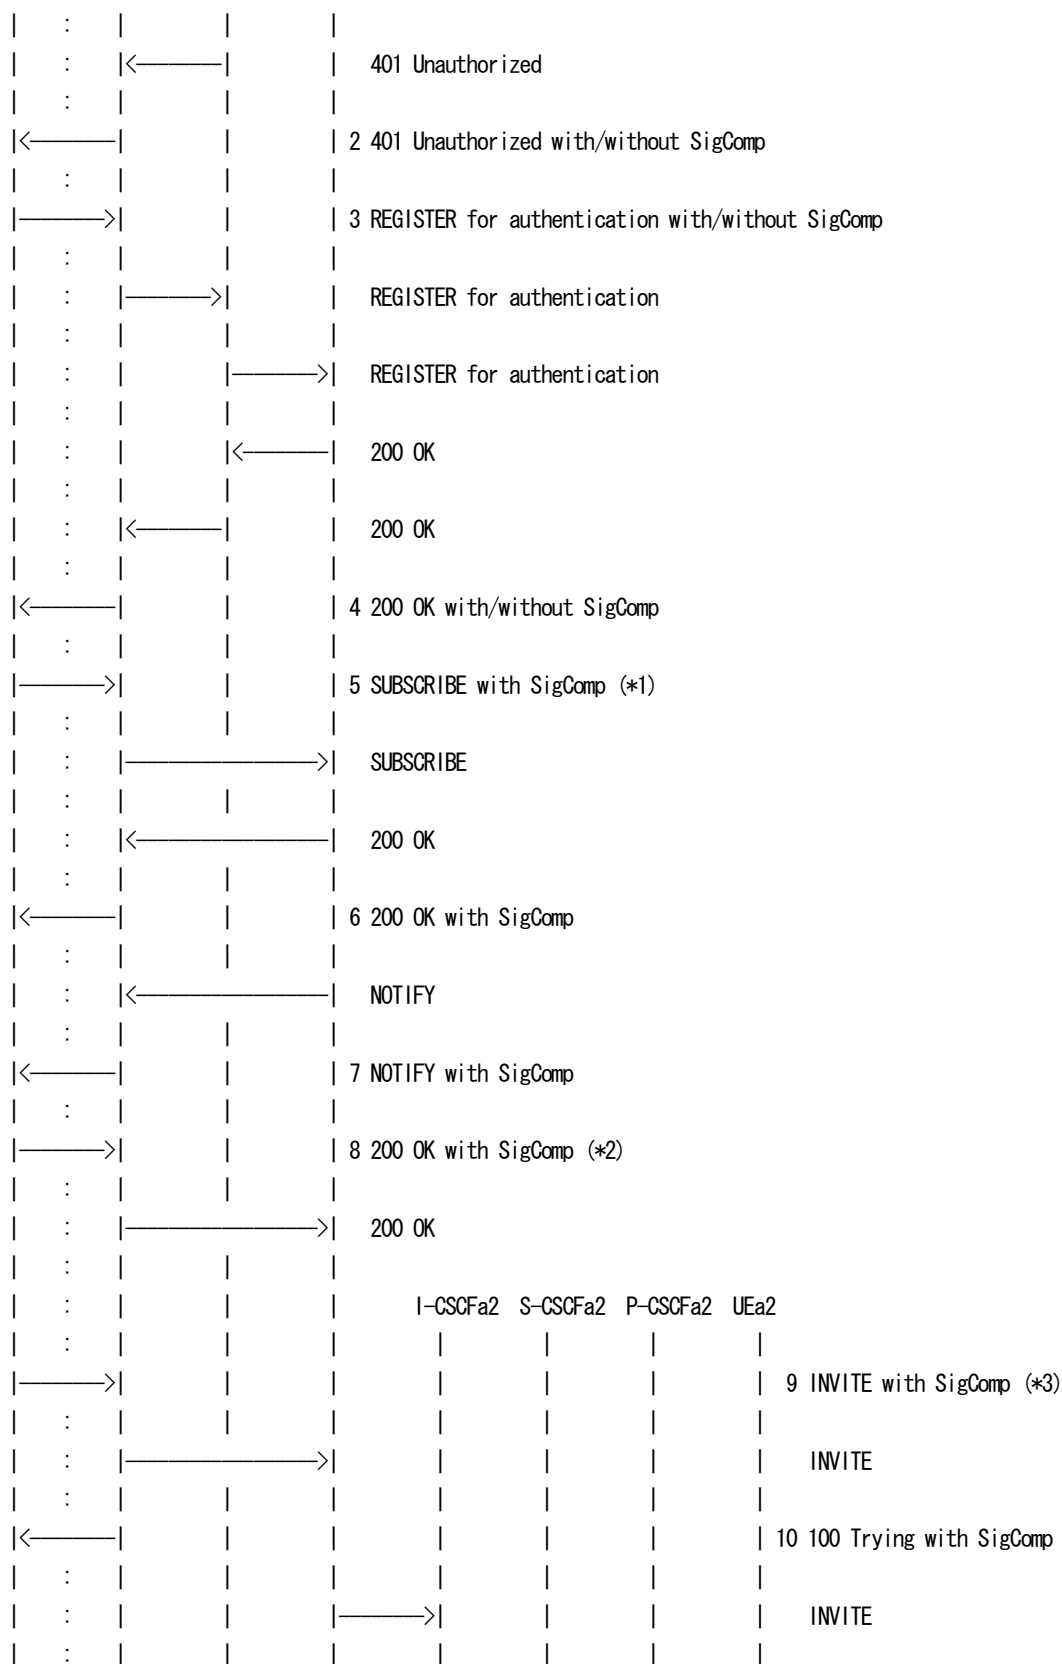 401 Unauthorized
2 401 Unauthorized with/without SigComp
3 REGISTER for authentication with/without SigComp
REGISTER for authentication
REGISTER for authentication
200 OK
200 OK
4 200 OK with/without SigComp
5 SUBSCRIBE with SigComp (*1)
SUBSCRIBE
200 OK
6 200 OK with SigComp
NOTIFY
7 NOTIFY with SigComp
8 200 OK with SigComp (*2)
200 OK
I-CSCFa2 S-CSCFa2 P-CSCFa2 UEa2
9 INVITE with SigComp (*3)
INVITE
10 100 Trying with SigComp
INVITE